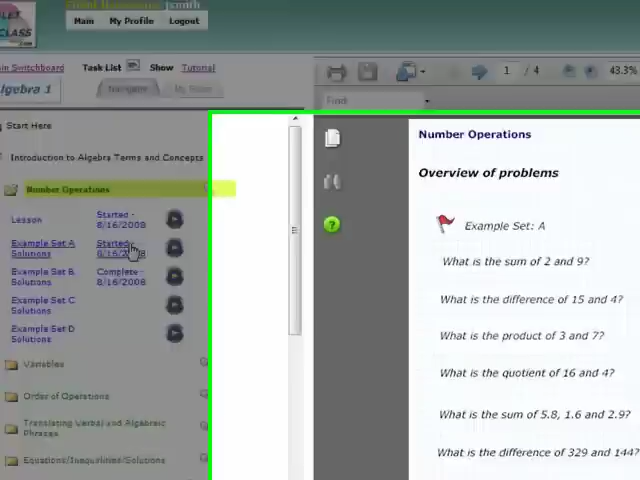 CLASS
.com
jsmith
Main My Profile Logout
Switchboard Task List Show Tutorial
lgebra 1
Navigate
1 / 4
43.3%
Find
Start Here
Introduction to Algebra Terms and Concepts
Number Operations
Lesson
Started -
8/16/2008
Example Set A
Solutions
Started -
8/16/2008
Example Set B
Solutions
Complete -
8/16/2008
Example Set C
Solutions
Example Set D
Solutions
Variables
Order of Operations
Translating Verbal and Algebraic
Phrases
Equations/Inequalities/Solutions
Number Operations
Overview of problems
Example Set: A
What is the sum of 2 and 9?
What is the difference of 15 and 4?
What is the product of 3 and 7?
What is the quotient of 16 and 4?
What is the sum of 5.8, 1.6 and 2.9?
What is the difference of 329 and 144?